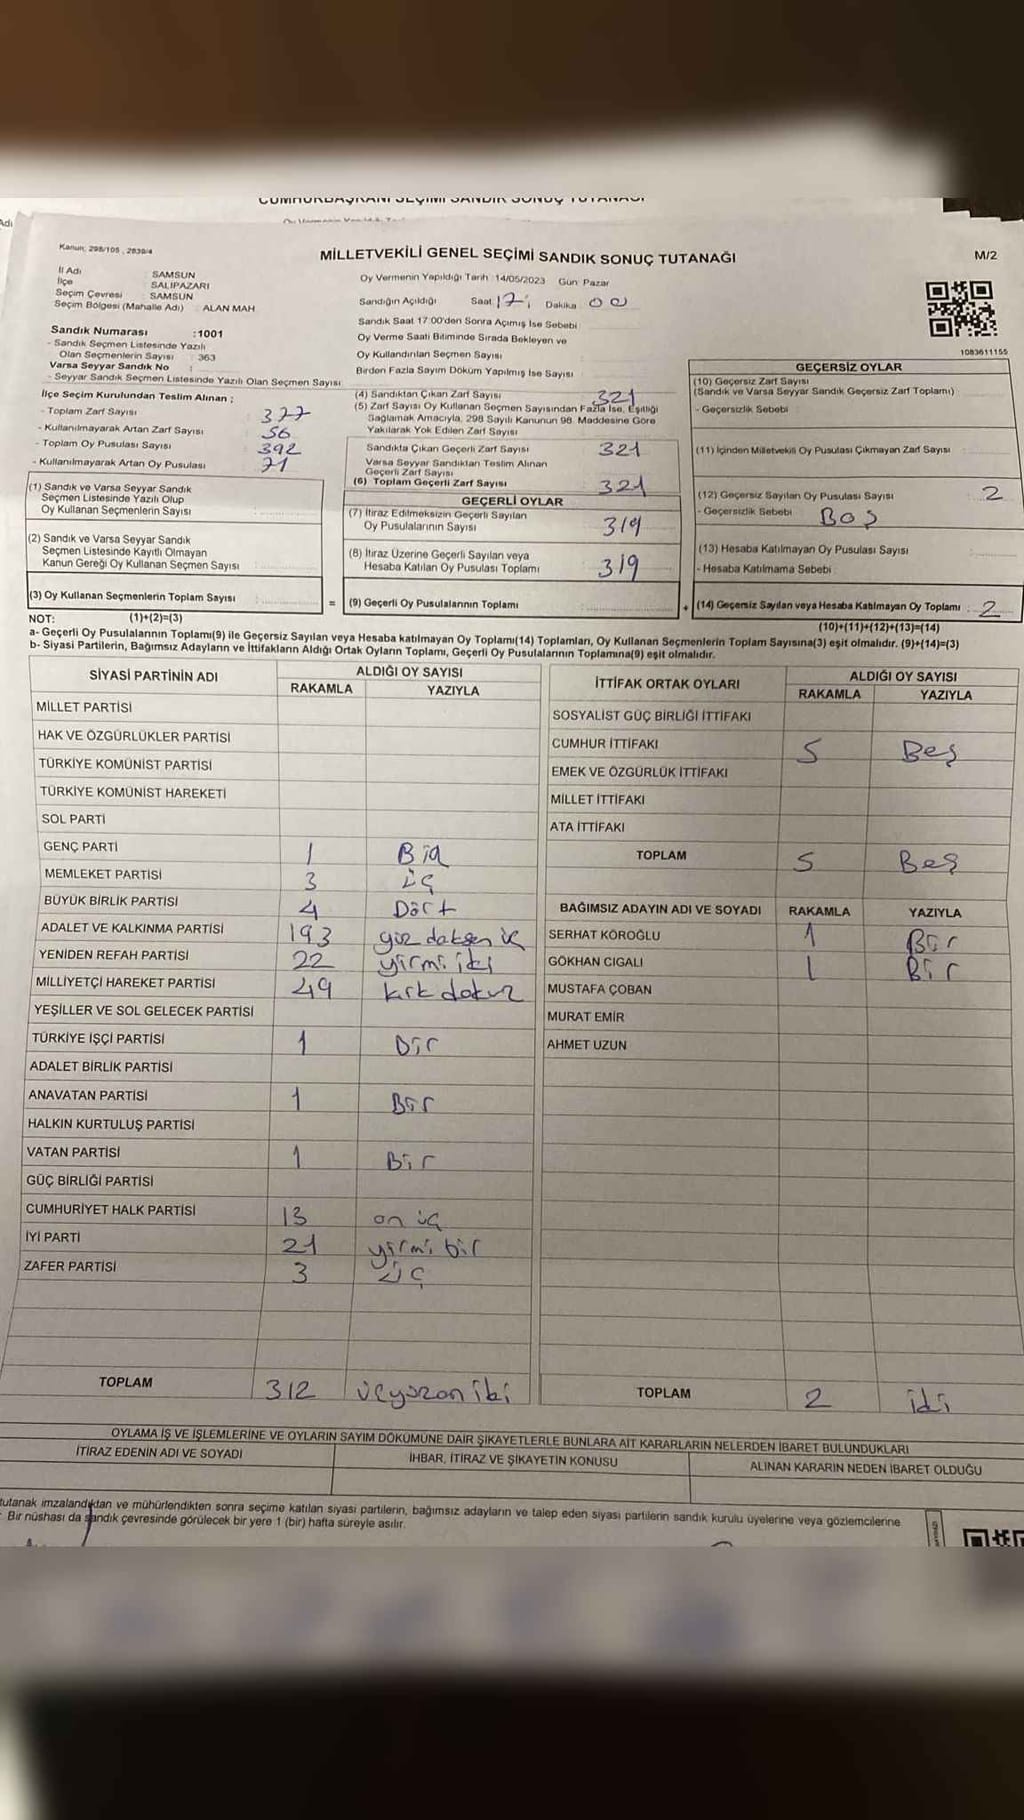 CUMHURBAŞKANI SEÇİMİ SANDIK SONUÇ TUTANAĞI
Adı
Kanun: 298/105 , 2839/4
MİLLETVEKİLİ GENEL SEÇİMİ SANDIK SONUÇ TUTANAĞI
M/2
İl Adı : SAMSUN
İlçe : SALIPAZARI
Seçim Çevresi : SAMSUN
Seçim Bölgesi (Mahalle Adı) : ALAN MAH
Sandık Numarası :1001
- Sandık Seçmen Listesinde Yazılı
Olan Seçmenlerin Sayısı : 363
Varsa Seyyar Sandık No :
- Seyyar Sandık Seçmen Listesinde Yazılı Olan Seçmen Sayısı
İlçe Seçim Kurulundan Teslim Alınan ;
- Toplam Zarf Sayısı 377
- Kullanılmayarak Artan Zarf Sayısı 56
- Toplam Oy Pusulası Sayısı 392
- Kullanılmayarak Artan Oy Pusulası 71
(1) Sandık ve Varsa Seyyar Sandık
Seçmen Listesinde Yazılı Olup
Oy Kullanan Seçmenlerin Sayısı :
(2) Sandık ve Varsa Seyyar Sandık
Seçmen Listesinde Kayıtlı Olmayan
Kanun Gereği Oy Kullanan Seçmen Sayısı :
(3) Oy Kullanan Seçmenlerin Toplam Sayısı :
Oy Vermenin Yapıldığı Tarih :14/05/2023 Gün Pazar
Sandığın Açıldığı Saat 17 Dakika 00
Sandık Saat 17:00'den Sonra Açımış İse Sebebi
Oy Verme Saati Bitiminde Sırada Bekleyen ve
Oy Kullandırılan Seçmen Sayısı
Birden Fazla Sayım Döküm Yapılmış İse Sayısı
(4) Sandıktan Çıkan Zarf Sayısı 321
(5) Zarf Sayısı Oy Kullanan Seçmen Sayısından Fazla İse, Eşitliği
Sağlamak Amacıyla, 298 Sayılı Kanunun 98. Maddesine Göre
Yakılarak Yok Edilen Zarf Sayısı
Sandıkta Çıkan Geçerli Zarf Sayısı 321
Varsa Seyyar Sandıktan Teslim Alınan
Geçerli Zarf Sayısı
(6) Toplam Geçerli Zarf Sayısı 321
GEÇERLİ OYLAR
(7) İtiraz Edilmeksizin Geçerli Sayılan
Oy Pusulalarının Sayısı 319
(8) İtiraz Üzerine Geçerli Sayılan veya
Hesaba Katılan Oy Pusulası Toplamı 319
= (9) Geçerli Oy Pusulalarının Toplamı :
1083611155
GEÇERSİZ OYLAR
(10) Geçersiz Zarf Sayısı
(Sandık ve Varsa Seyyar Sandık Geçersiz Zarf Toplamı)
- Geçersizlik Sebebi
(11) İçinden Milletvekili Oy Pusulası Çıkmayan Zarf Sayısı
(12) Geçersiz Sayılan Oy Pusulası Sayısı : 2
- Geçersizlik Sebebi BOŞ
(13) Hesaba Katılmayan Oy Pusulası Sayısı
- Hesaba Katılmama Sebebi :
+ (14) Geçersiz Sayılan veya Hesaba Katılmayan Oy Toplamı : 2
NOT: (1)+(2)=(3)
(10)+(11)+(12)+(13)=(14)
a- Geçerli Oy Pusulalarının Toplamı(9) ile Geçersiz Sayılan veya Hesaba katılmayan Oy Toplamı(14) Toplamları, Oy Kullanan Seçmenlerin Toplam Sayısına(3) eşit olmalıdır. (9)+(14)=(3)
b- Siyasi Partilerin, Bağımsız Adayların ve İttifakların Aldığı Ortak Oyların Toplamı, Geçerli Oy Pusulalarının Toplamına(9) eşit olmalıdır.
SİYASİ PARTİNİN ADI ALDIĞI OY SAYISI
RAKAMLA YAZIYLA
MİLLET PARTİSİ
HAK VE ÖZGÜRLÜKLER PARTİSİ
TÜRKİYE KOMÜNİST PARTİSİ
TÜRKİYE KOMÜNİST HAREKETİ
SOL PARTİ
GENÇ PARTİ 1 Bir
MEMLEKET PARTİSİ 3 üç
BÜYÜK BİRLİK PARTİSİ 4 Dört
ADALET VE KALKINMA PARTİSİ 193 yüz doksen üç
YENİDEN REFAH PARTİSİ 22 yirmi iki
MİLLİYETÇİ HAREKET PARTİSİ 49 kırk dokuz
YEŞİLLER VE SOL GELECEK PARTİSİ
TÜRKİYE İŞÇİ PARTİSİ 1 Bir
ADALET BİRLİK PARTİSİ
ANAVATAN PARTİSİ 1 Bir
HALKIN KURTULUŞ PARTİSİ
VATAN PARTİSİ 1 Bir
GÜÇ BİRLİĞİ PARTİSİ
CUMHURİYET HALK PARTİSİ 13 on üç
İYİ PARTİ 21 yirmi bir
ZAFER PARTİSİ 3 üç
TOPLAM 312 üçyüzon iki
İTTİFAK ORTAK OYLARI ALDIĞI OY SAYISI
RAKAMLA YAZIYLA
SOSYALİST GÜÇ BİRLİĞİ İTTİFAKI
CUMHUR İTTİFAKI 5 Beş
EMEK VE ÖZGÜRLÜK İTTİFAKI
MİLLET İTTİFAKI
ATA İTTİFAKI
TOPLAM 5 Beş
BAĞIMSIZ ADAYIN ADI VE SOYADI RAKAMLA YAZIYLA
SERHAT KÖROĞLU 1 Bir
GÖKHAN CIGALI 1 Bir
MUSTAFA ÇOBAN
MURAT EMİR
AHMET UZUN
TOPLAM 2 iki
OYLAMA İŞ VE İŞLEMLERİNE VE OYLARIN SAYIM DÖKÜMÜNE DAİR ŞİKAYETLERLE BUNLARA AİT KARARLARIN NELERDEN İBARET BULUNDUKLARI
İTİRAZ EDENİN ADI VE SOYADI İHBAR, İTİRAZ VE ŞİKAYETİN KONUSU ALINAN KARARIN NEDEN İBARET OLDUĞU
tutanak imzalandıktan ve mühürlendikten sonra seçime katılan siyasi partilerin, bağımsız adayların ve talep eden siyasi partilerin sandık kurulu üyelerine veya gözlemcilerine
Bir nüshası da sandık çevresinde görülecek bir yere 1 (bir) hafta süreyle asılır.